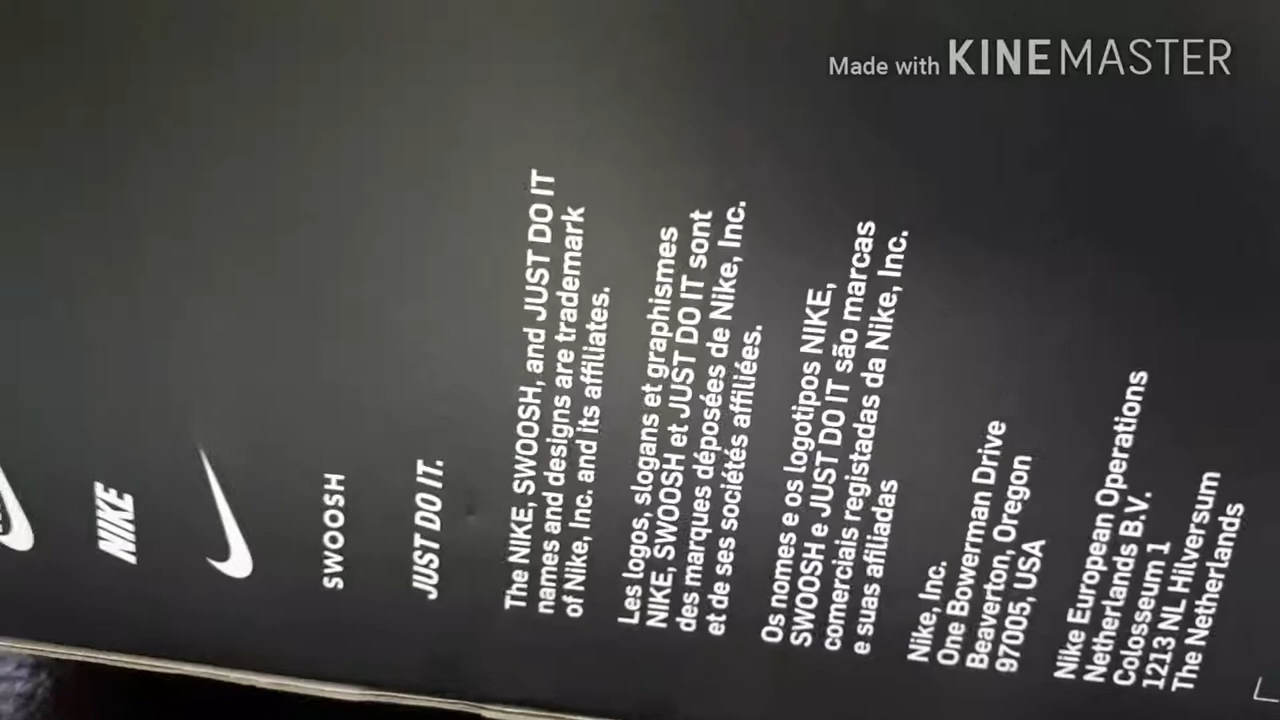 Made with KINEMASTER
NIKE
SWOOSH
JUST DO IT.
The NIKE, SWOOSH, and JUST DO IT
names and designs are trademark
of Nike, Inc. and its affiliates.
Les logos, slogans et graphismes
NIKE, SWOOSH et JUST DO IT sont
des marques déposées de Nike, Inc.
et de ses sociétés affiliées.
Os nomes e os logotipos NIKE,
SWOOSH e JUST DO IT são marcas
comerciais registadas da Nike, Inc.
e suas afiliadas
Nike, Inc.
One Bowerman Drive
Beaverton, Oregon
97005, USA
Nike European Operations
Netherlands B.V.
Colosseum 1
1213 NL Hilversum
The Netherlands